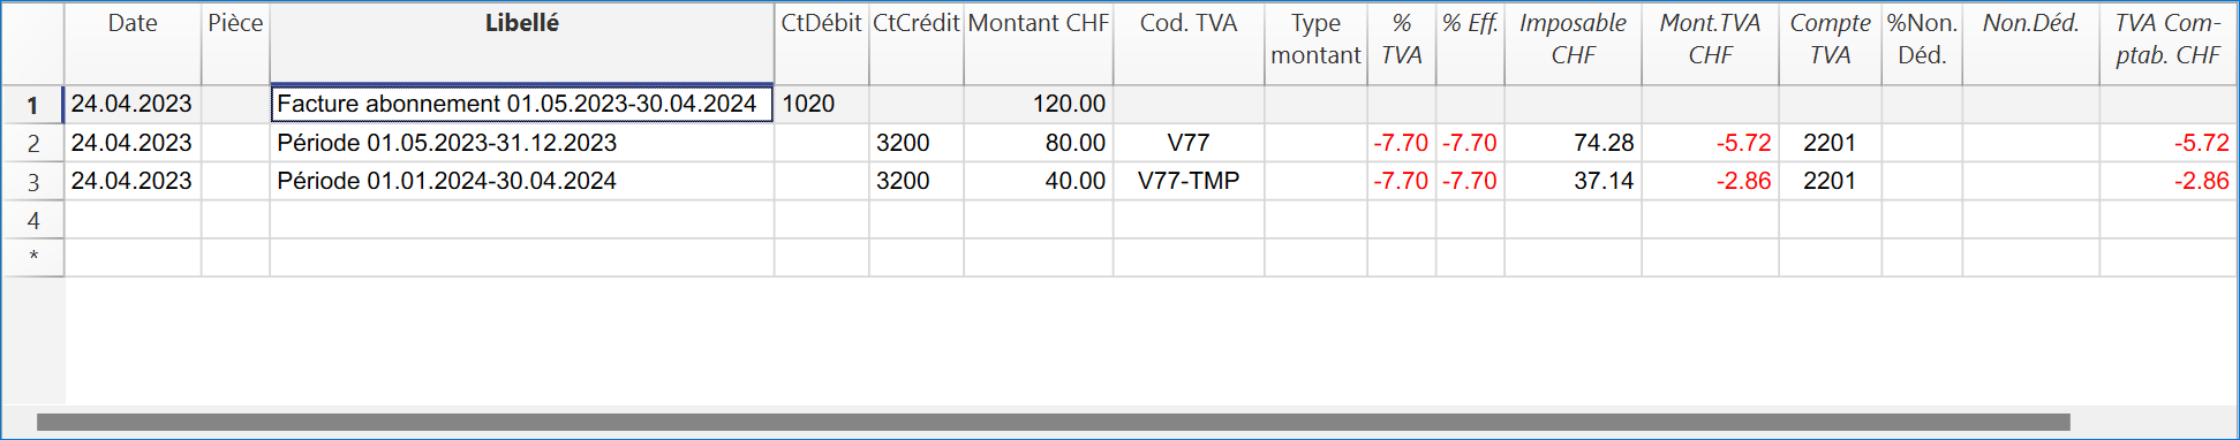 Date Pièce Libellé CtDébit CtCrédit Montant CHF Cod. TVA Type montant % TVA % Eff. Imposable CHF Mont.TVA CHF Compte TVA %Non. Déd. Non.Déd. TVA Com-ptab. CHF
1 24.04.2023 Facture abonnement 01.05.2023-30.04.2024 1020 120.00
2 24.04.2023 Période 01.05.2023-31.12.2023 3200 80.00 V77 -7.70 -7.70 74.28 -5.72 2201 -5.72
3 24.04.2023 Période 01.01.2024-30.04.2024 3200 40.00 V77-TMP -7.70 -7.70 37.14 -2.86 2201 -2.86
4
*